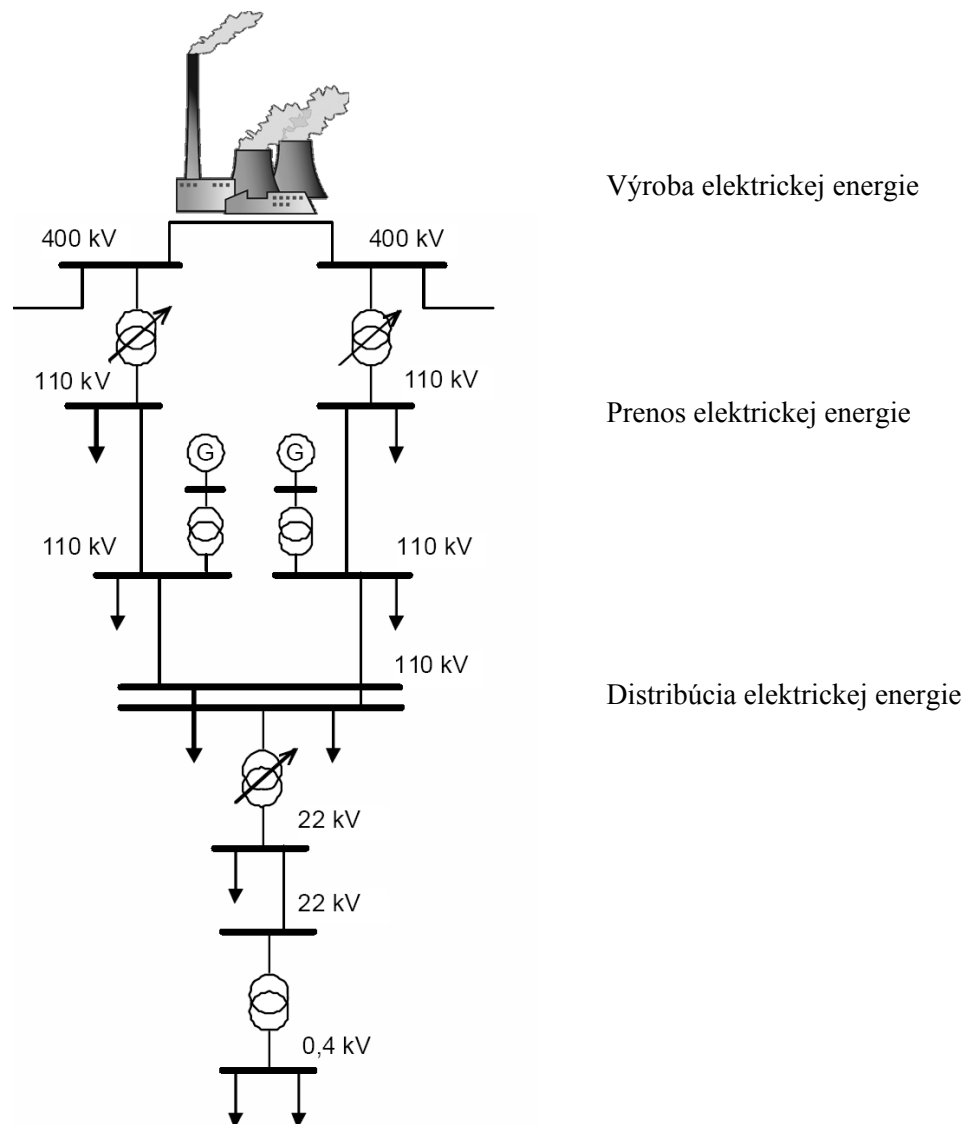 Výroba elektrickej energie
400 kV
400 kV
110 kV
110 kV
Prenos elektrickej energie
G
G
110 kV
110 kV
110 kV
Distribúcia elektrickej energie
22 kV
22 kV
0,4 kV